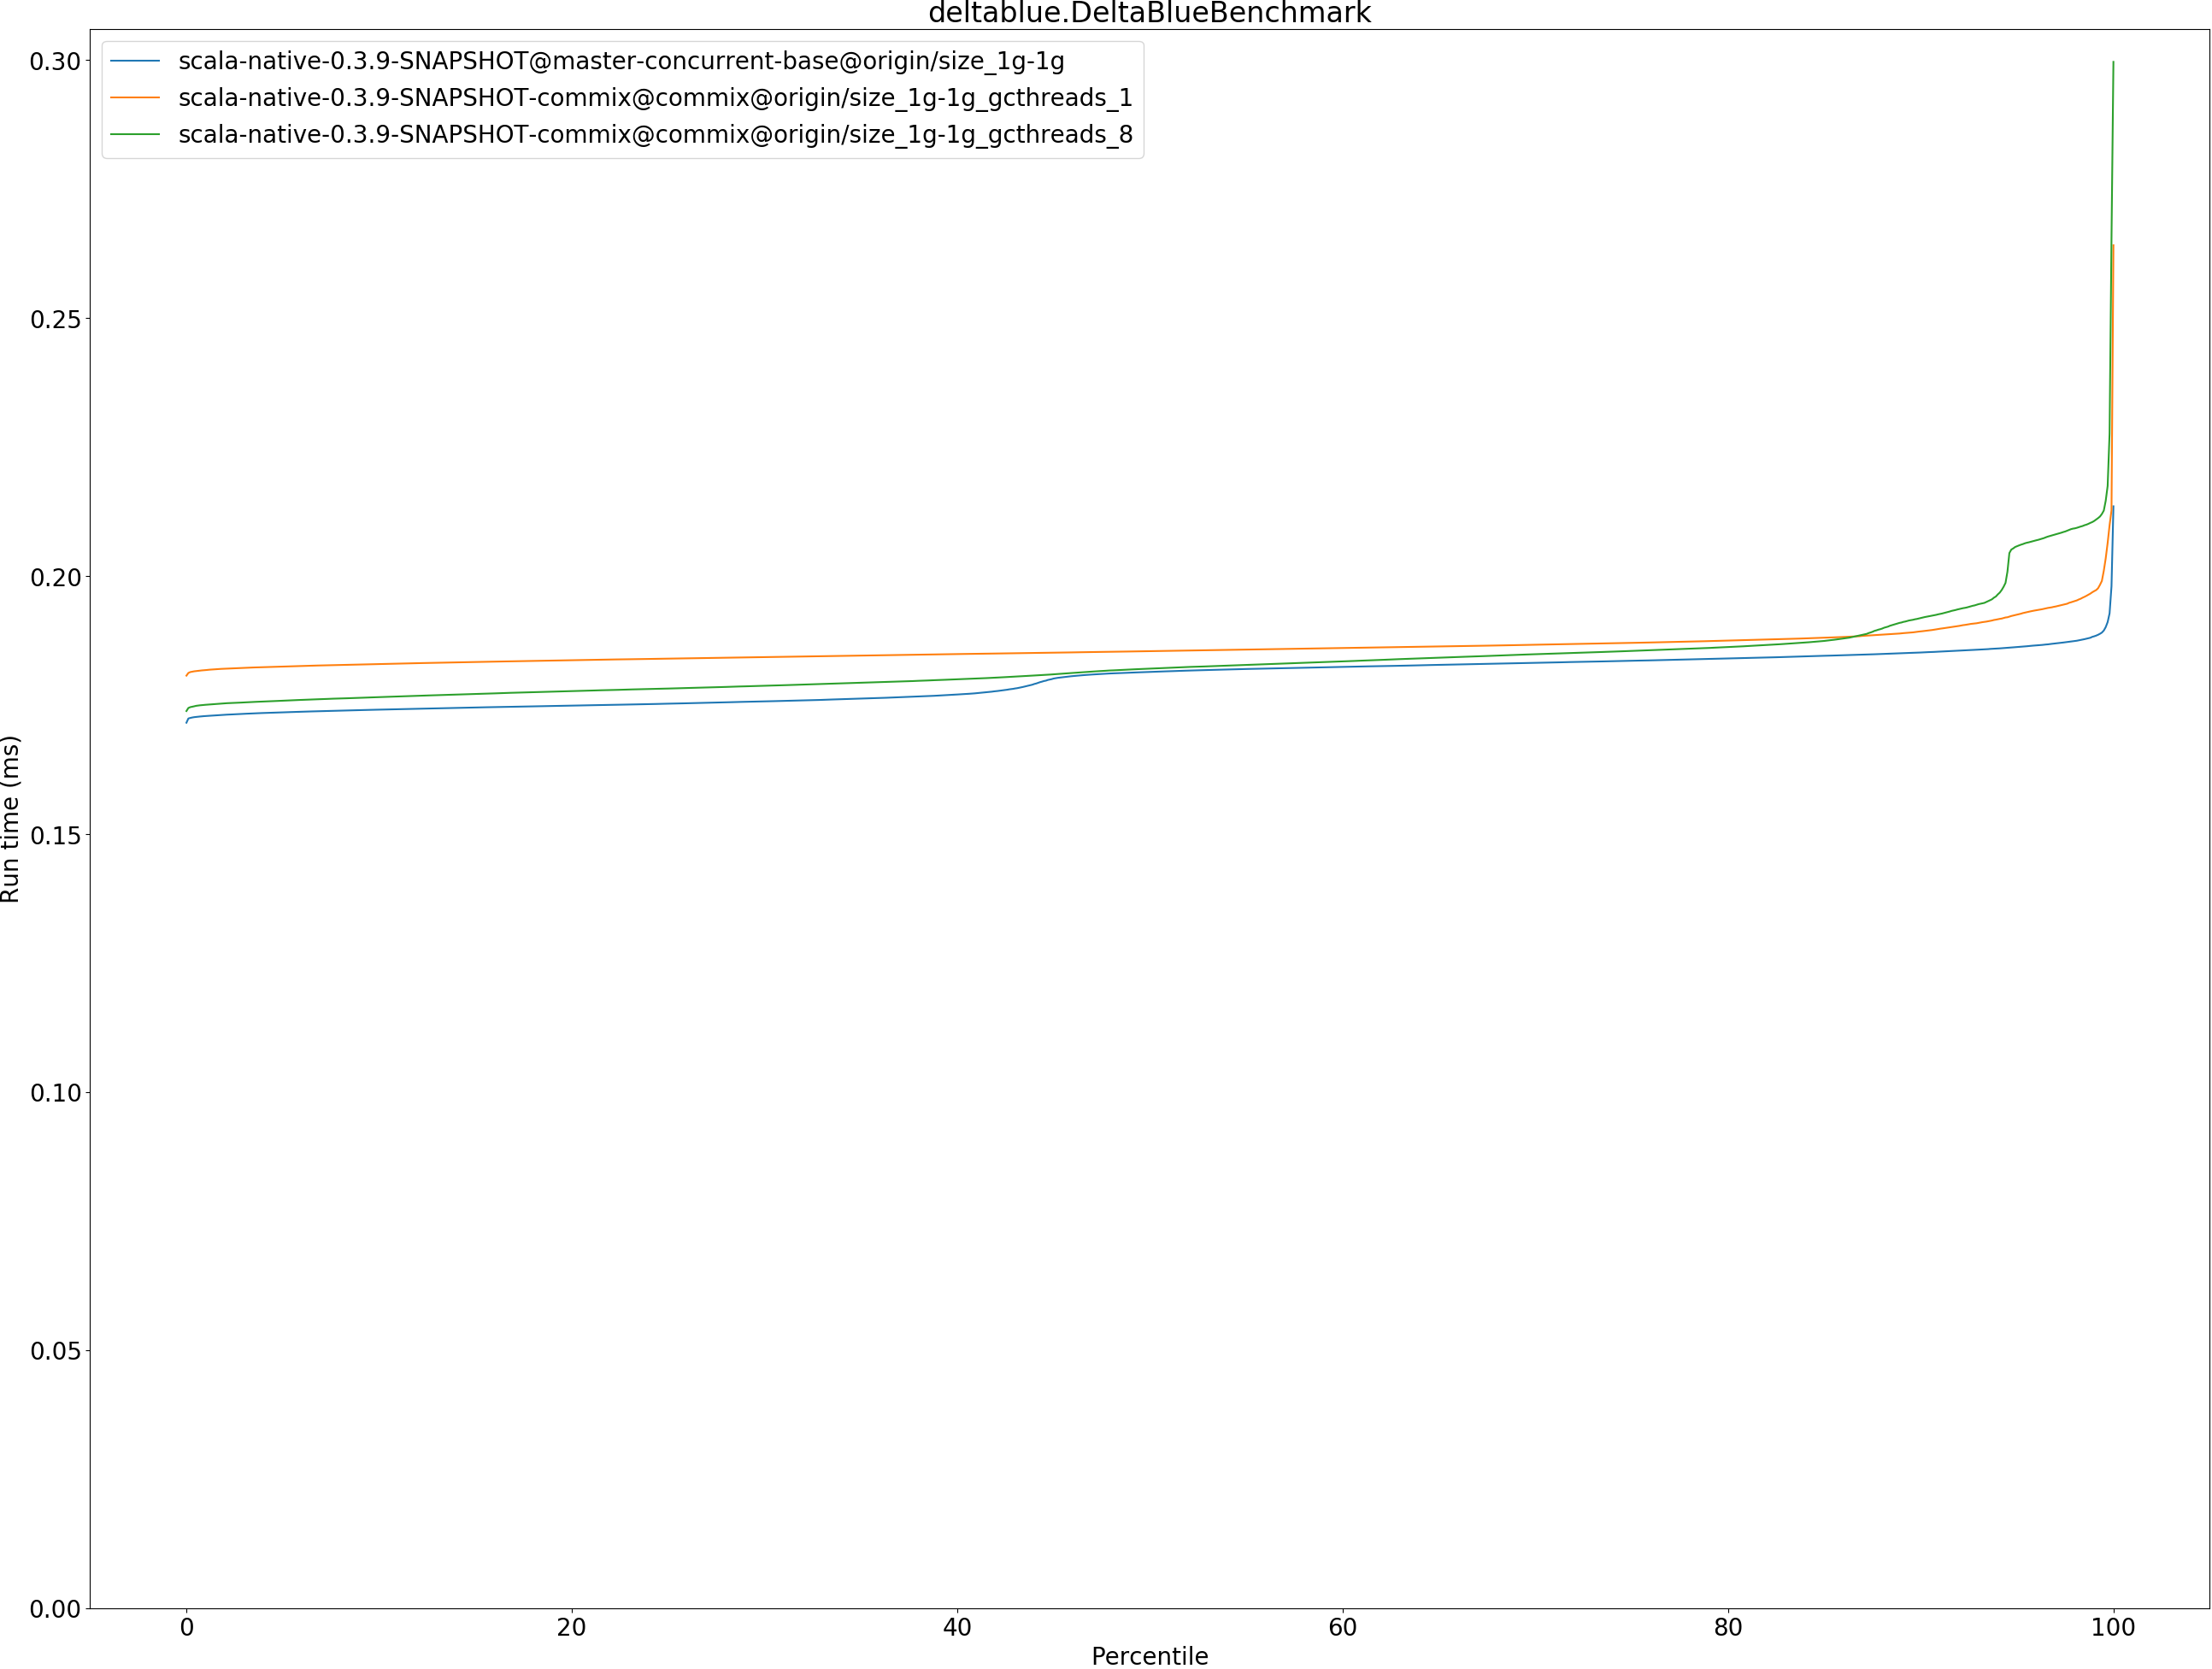 deltablue.DeltaBlueBenchmark
scala-native-0.3.9-SNAPSHOT@master-concurrent-base@origin/size_1g-1g
scala-native-0.3.9-SNAPSHOT-commix@commix@origin/size_1g-1g_gcthreads_1
scala-native-0.3.9-SNAPSHOT-commix@commix@origin/size_1g-1g_gcthreads_8
0.30
0.25
0.20
0.15
0.10
0.05
0.00
Run time (ms)
0 20 40 60 80 100
Percentile